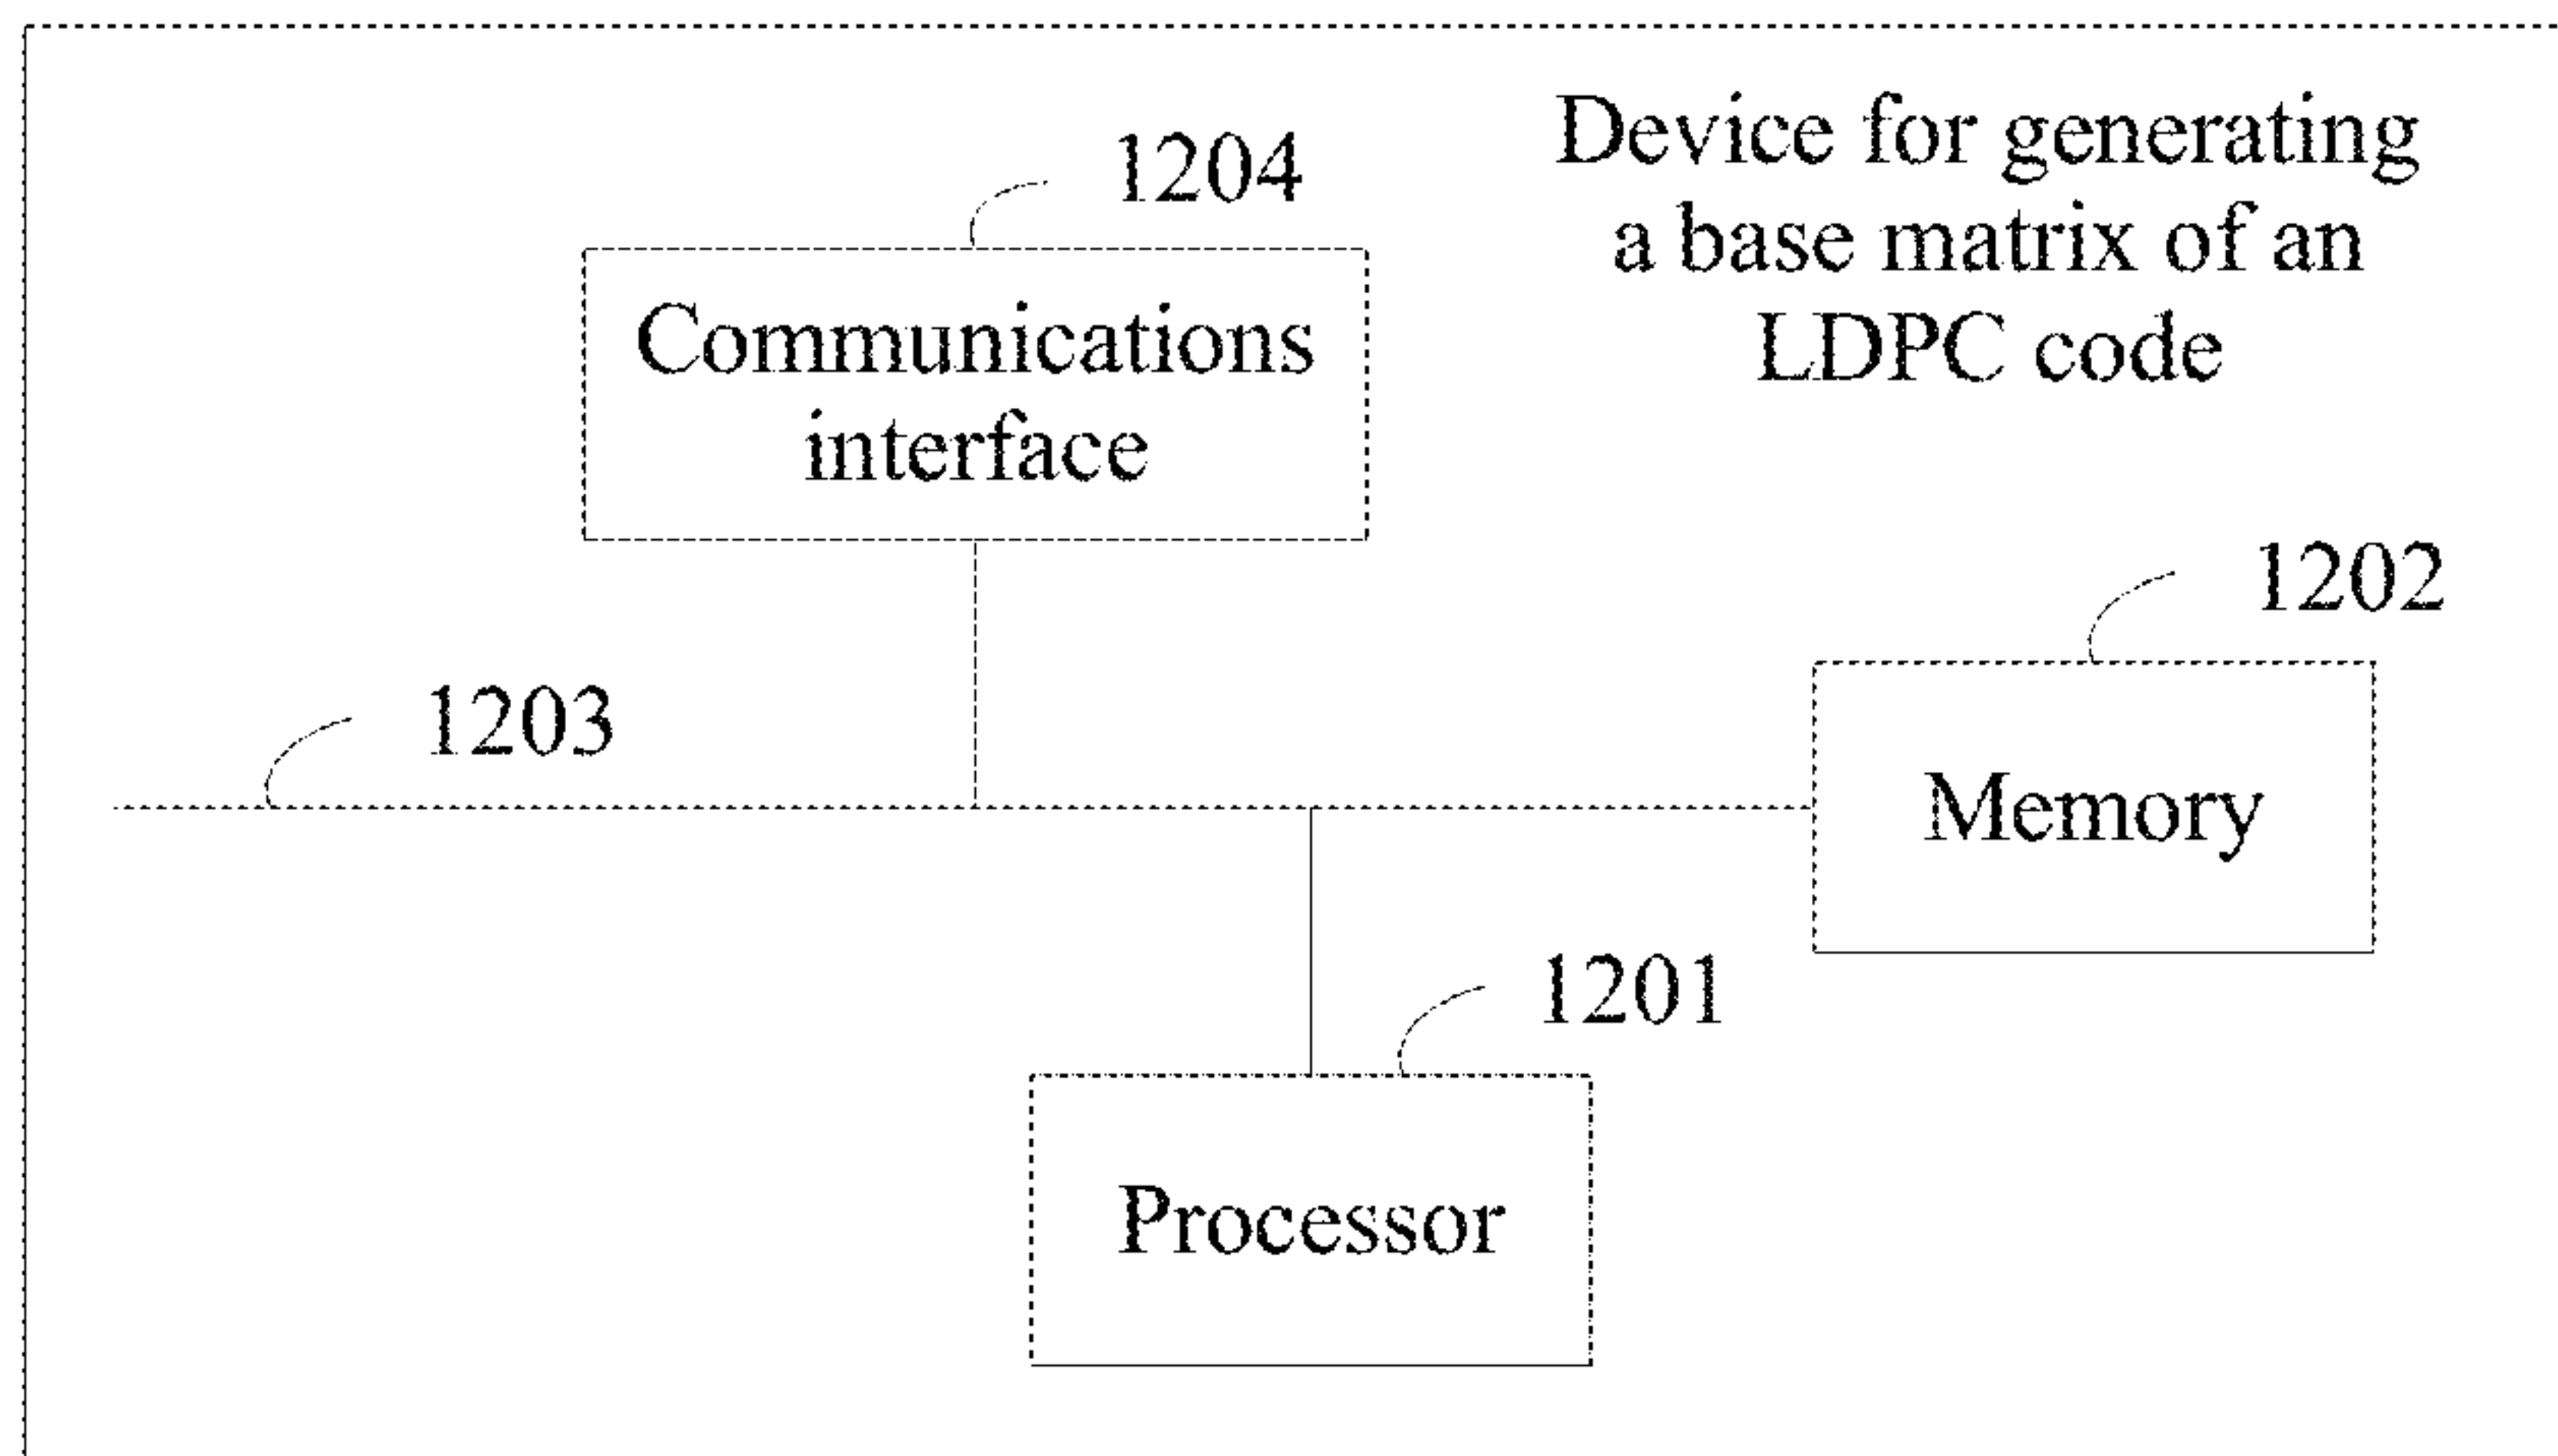 Device for generating
a base matrix of an
LDPC code
1204
Communications
interface
1202
Memory
1203
1201
Processor